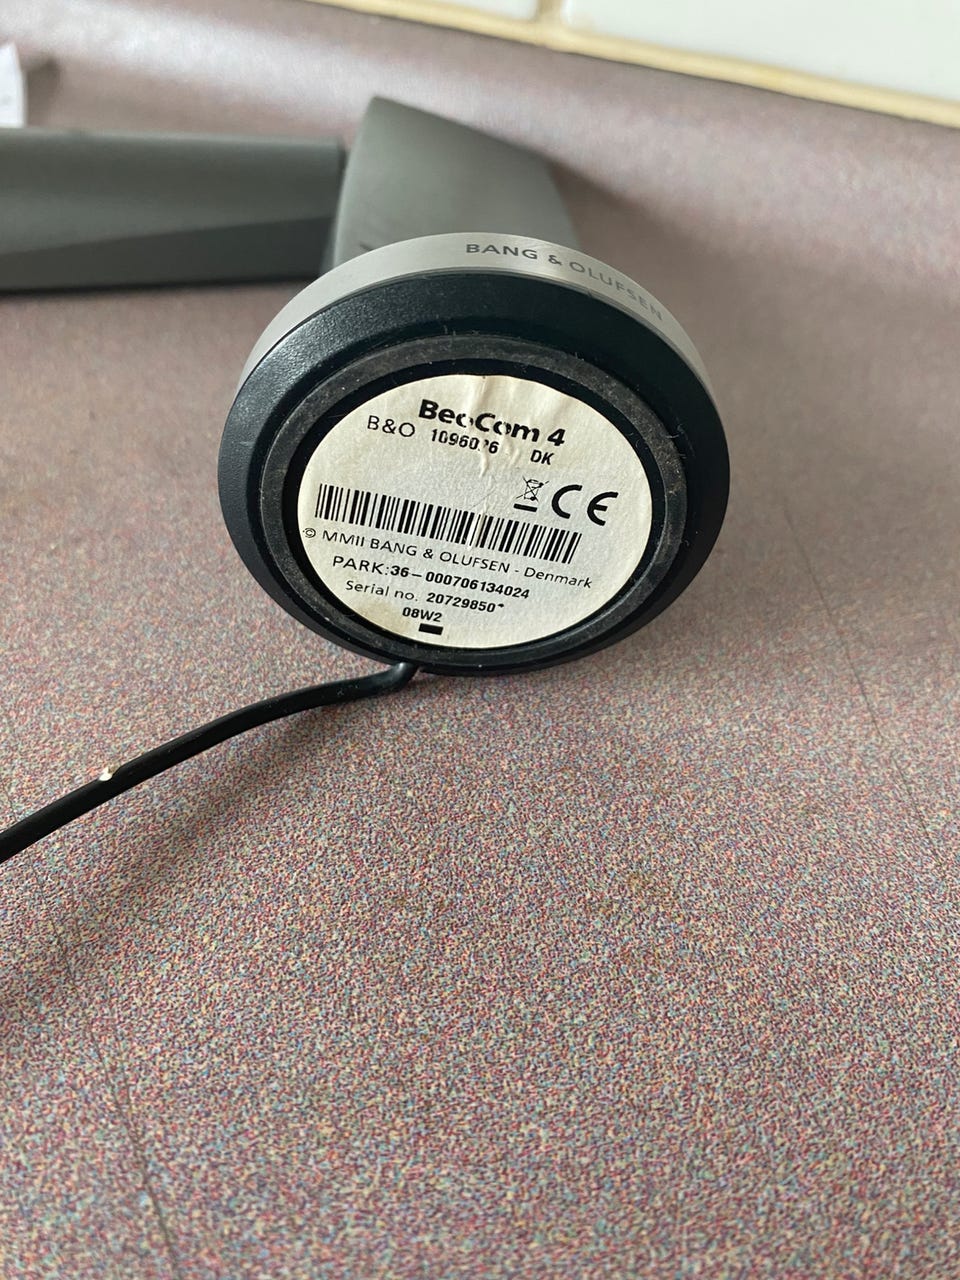 BANG & OLUFSEN
BeoCom 4
B&O DK
CE
© MMII BANG & OLUFSEN - Denmark
PARK:36-000706134024
Serial no. 20729850*
08W2